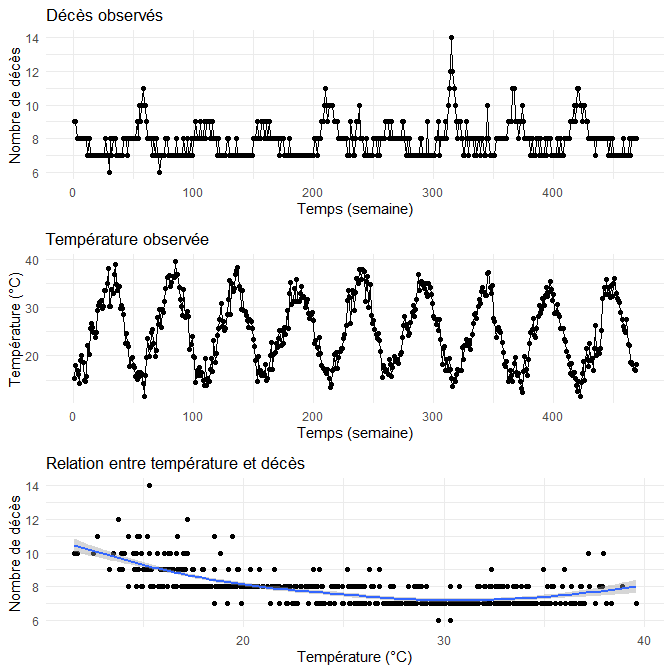 Décès observés
Nombre de décès
14
12
10
8
6
0
100
200
300
400
Temps (semaine)
Température observée
Température (°C)
40
30
20
0
100
200
300
400
Temps (semaine)
Relation entre température et décès
Nombre de décès
14
12
10
8
6
20
30
40
Température (°C)